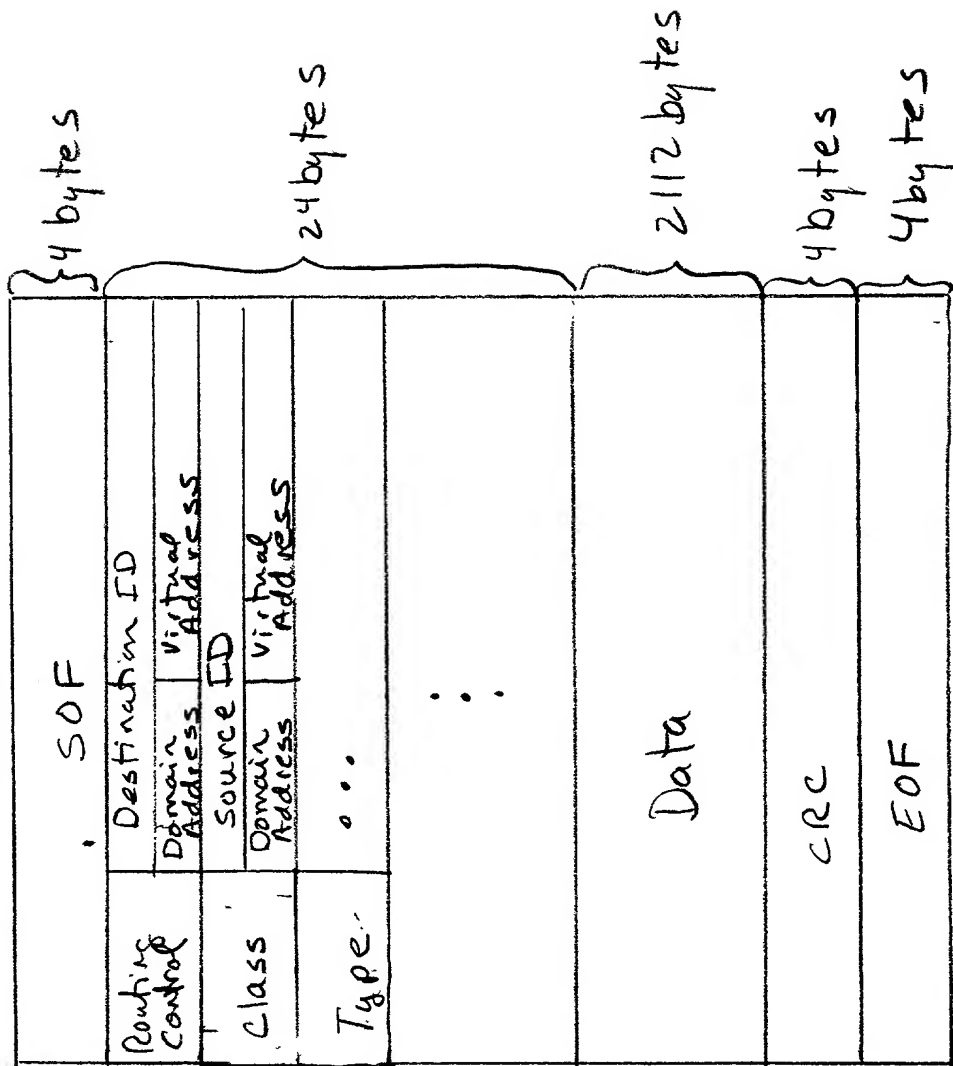 SOF
4 bytes
Routing
Control
Destination ID
Domain
Address
Virtual
Address
Class
Source ID
Domain
Address
Virtual
Address
Type
...
24 bytes
...
Data
2112 bytes
CRC
4 bytes
EOF
4 bytes